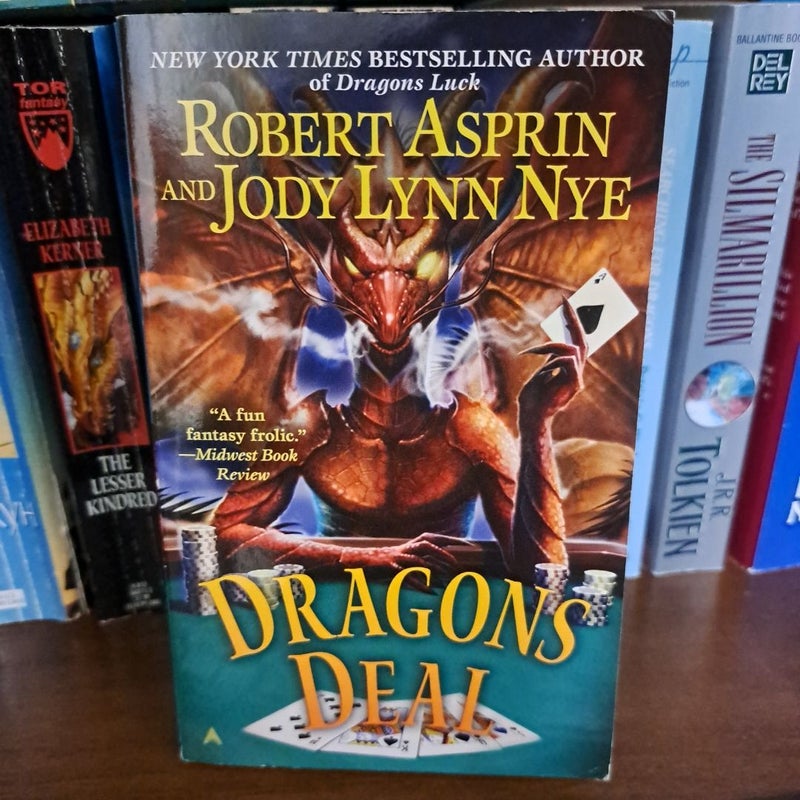 NEW YORK TIMES BESTSELLING AUTHOR
of Dragons Luck
ROBERT ASPRIN
AND JODY LYNN NYE
"A fun
fantasy frolic."
—Midwest Book
Review
DRAGONS
DEAL
TOR
fantasy
ELIZABETH
KERNER
THE
LESSER
KINDRED
BALLANTINE
DEL
REY
THE SILMARILLION
J.R.R.
TOLKIEN